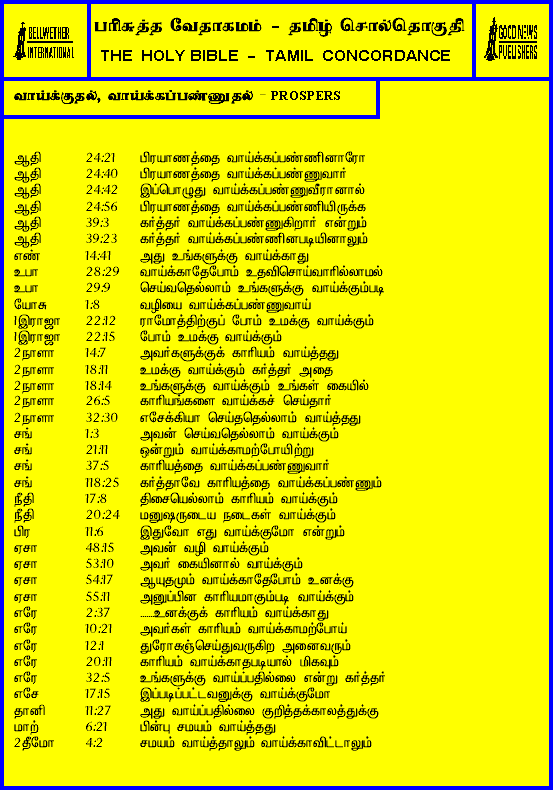 BELLWETHER
INTERNATIONAL
பரிசுத்த வேதாகமம் - தமிழ் சொல்தொகுதி
THE HOLY BIBLE - TAMIL CONCORDANCE
GOOD NEWS
PUBLISHERS
வாய்க்குதல், வாய்க்கப்பண்ணுதல் - PROSPERS
ஆதி 24:21 பிரயாணத்தை வாய்க்கப்பண்ணினாரோ
ஆதி 24:40 பிரயாணத்தை வாய்க்கப்பண்ணுவார்
ஆதி 24:42 இப்பொழுது வாய்க்கப்பண்ணுவீரானால்
ஆதி 24:56 பிரயாணத்தை வாய்க்கப்பண்ணியிருக்க
ஆதி 39:3 கர்த்தர் வாய்க்கப்பண்ணுகிறார் என்றும்
ஆதி 39:23 கர்த்தர் வாய்க்கப்பண்ணினபடியினாலும்
எண் 14:41 அது உங்களுக்கு வாய்க்காது
உபா 28:29 வாய்க்காதேபோம் உதவிசெய்வாரில்லாமல்
உபா 29:9 செய்வதெல்லாம் உங்களுக்கு வாய்க்கும்படி
யோசு 1:8 வழியை வாய்க்கப்பண்ணுவாய்
1இராஜா 22:12 ராமோத்திற்குப் போம் உமக்கு வாய்க்கும்
1இராஜா 22:15 போம் உமக்கு வாய்க்கும்
2நாளா 14:7 அவர்களுக்குக் காரியம் வாய்த்தது
2நாளா 18:11 உமக்கு வாய்க்கும் கர்த்தர் அதை
2நாளா 18:14 உங்களுக்கு வாய்க்கும் உங்கள் கையில்
2நாளா 26:5 காரியங்களை வாய்க்கச் செய்தார்
2நாளா 32:30 எசேக்கியா செய்ததெல்லாம் வாய்த்தது
சங் 1:3 அவன் செய்வதெல்லாம் வாய்க்கும்
சங் 21:11 ஒன்றும் வாய்க்காமற்போயிற்று
சங் 37:5 காரியத்தை வாய்க்கப்பண்ணுவார்
சங் 118:25 கர்த்தாவே காரியத்தை வாய்க்கப்பண்ணும்
நீதி 17:8 திசையெல்லாம் காரியம் வாய்க்கும்
நீதி 20:24 மனுஷருடைய நடைகள் வாய்க்கும்
பிர 11:6 இதுவோ எது வாய்க்குமோ என்றும்
ஏசா 48:15 அவன் வழி வாய்க்கும்
ஏசா 53:10 அவர் கையினால் வாய்க்கும்
ஏசா 54:17 ஆயுதமும் வாய்க்காதேபோம் உனக்கு
ஏசா 55:11 அனுப்பின காரியமாகும்படி வாய்க்கும்
எரே 2:37 ......உனக்குக் காரியம் வாய்க்காது
எரே 10:21 அவர்கள் காரியம் வாய்க்காமற்போய்
எரே 12:1 துரோகஞ்செய்துவருகிற அனைவரும்
எரே 20:11 காரியம் வாய்க்காதபடியால் மிகவும்
எரே 32:5 உங்களுக்கு வாய்ப்பதில்லை என்று கர்த்தர்
எசே 17:15 இப்படிப்பட்டவனுக்கு வாய்க்குமோ
தானி 11:27 அது வாய்ப்பதில்லை குறித்தகாலத்துக்கு
மாற் 6:21 பின்பு சமயம் வாய்த்தது
2தீமோ 4:2 சமயம் வாய்த்தாலும் வாய்க்காவிட்டாலும்